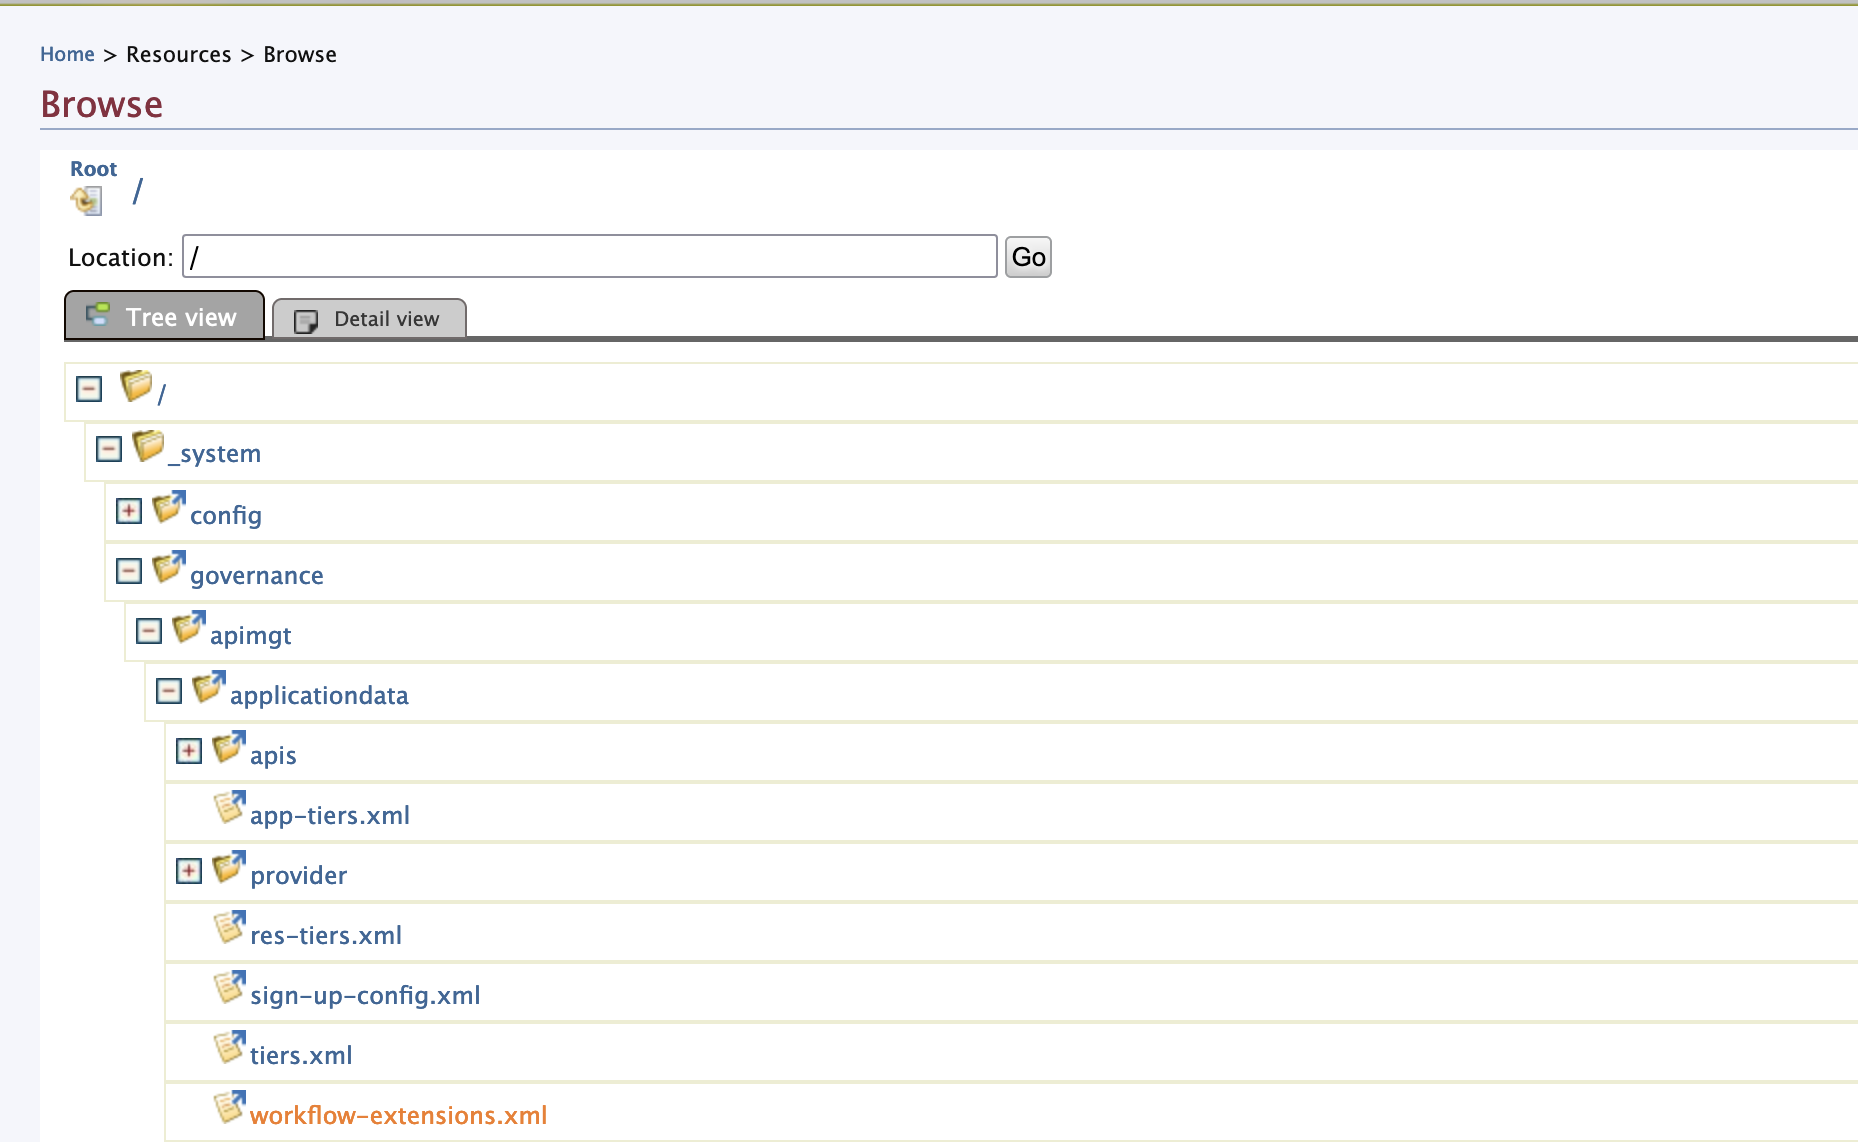 Home > Resources > Browse
Browse
Root
/
Location: / Go
Tree view Detail view
/
_system
config
governance
apimgt
applicationdata
apis
app-tiers.xml
provider
res-tiers.xml
sign-up-config.xml
tiers.xml
workflow-extensions.xml